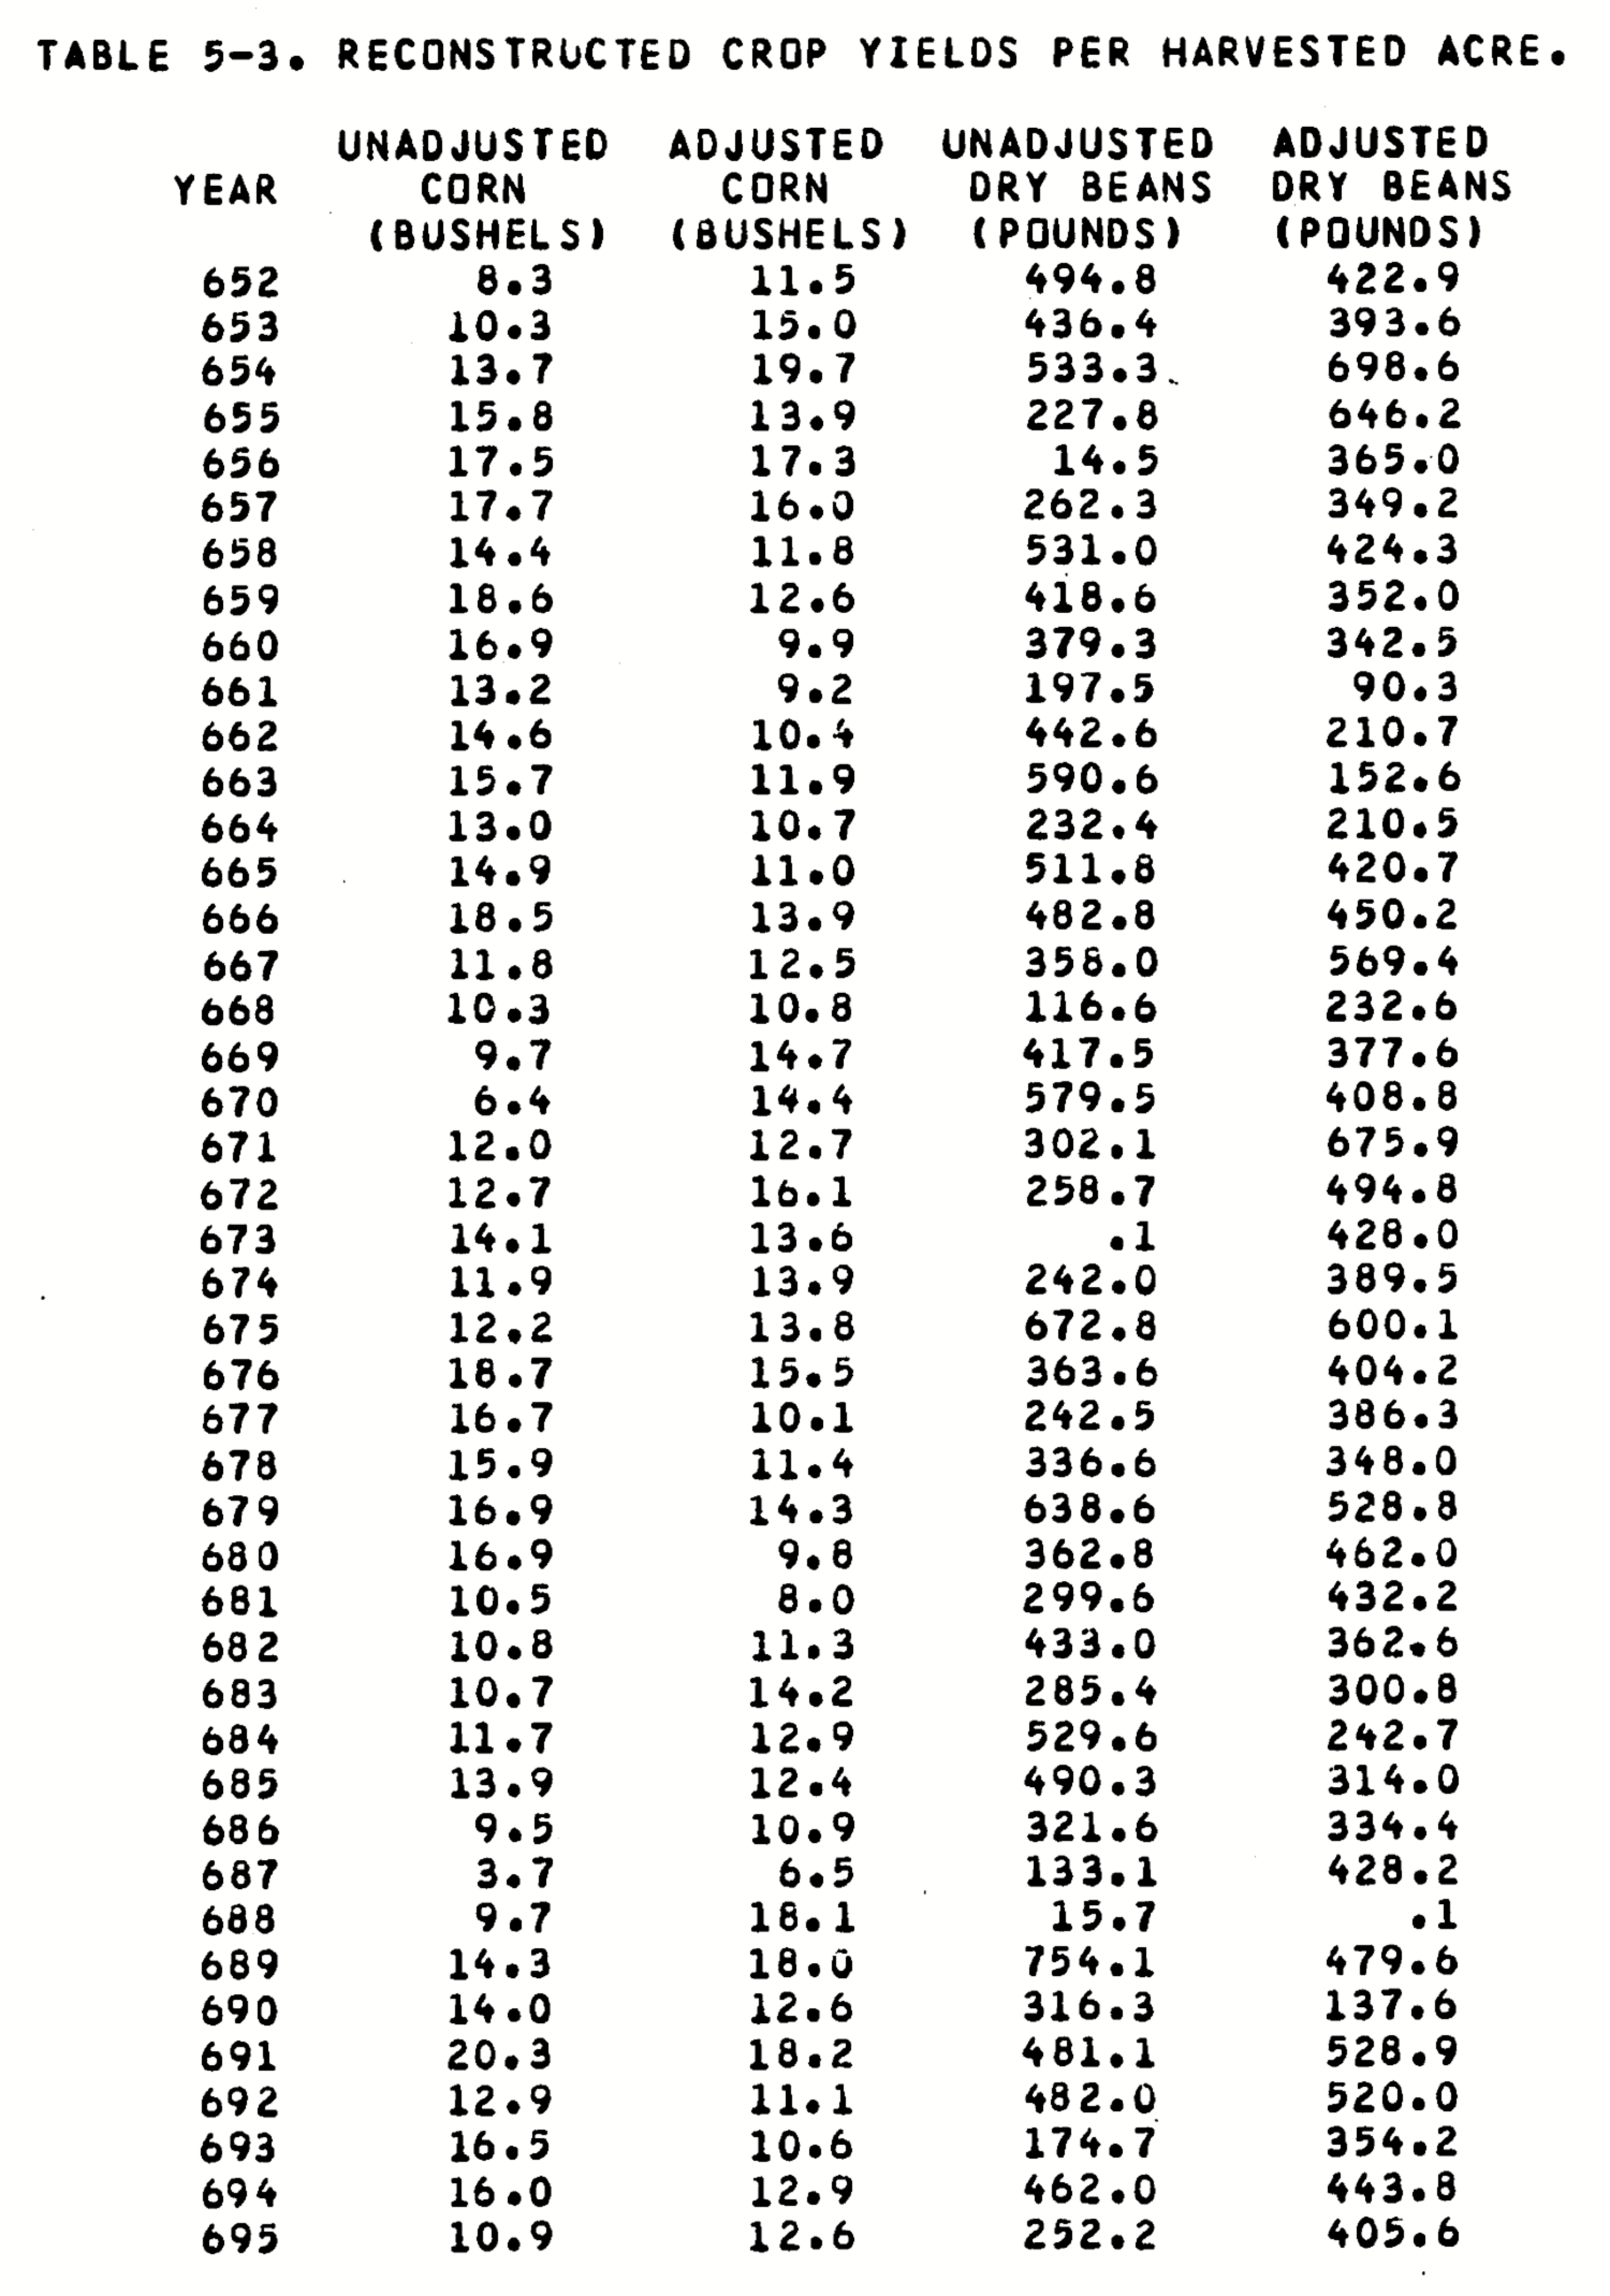 TABLE 5-3. RECONSTRUCTED CROP YIELDS PER HARVESTED ACRE.
UNADJUSTED ADJUSTED UNADJUSTED ADJUSTED
YEAR CORN CORN DRY BEANS DRY BEANS
(BUSHELS) (BUSHELS) (POUNDS) (POUNDS)
652 8.3 11.5 494.8 422.9
653 10.3 15.0 436.4 393.6
654 13.7 19.7 533.3 698.6
655 15.8 13.9 227.8 646.2
656 17.5 17.3 14.5 365.0
657 17.7 16.0 262.3 349.2
658 14.4 11.8 531.0 424.3
659 18.6 12.6 418.6 352.0
660 16.9 9.9 379.3 342.5
661 13.2 9.2 197.5 90.3
662 14.6 10.4 442.6 210.7
663 15.7 11.9 590.6 152.6
664 13.0 10.7 232.4 210.5
665 14.9 11.0 511.8 420.7
666 18.5 13.9 482.8 450.2
667 11.8 12.5 358.0 569.4
668 10.3 10.8 116.6 232.6
669 9.7 14.7 417.5 377.6
670 6.4 14.4 579.5 408.8
671 12.0 12.7 302.1 675.9
672 12.7 16.1 258.7 494.8
673 14.1 13.6 .1 428.0
674 11.9 13.9 242.0 389.5
675 12.2 13.8 672.8 600.1
676 18.7 15.5 363.6 404.2
677 16.7 10.1 242.5 386.3
678 15.9 11.4 336.6 348.0
679 16.9 14.3 638.6 528.8
680 16.9 9.8 362.8 462.0
681 10.5 8.0 299.6 432.2
682 10.8 11.3 433.0 362.6
683 10.7 14.2 285.4 300.8
684 11.7 12.9 529.6 242.7
685 13.9 12.4 490.3 314.0
686 9.5 10.9 321.6 334.4
687 3.7 6.5 133.1 428.2
688 9.7 18.1 15.7 .1
689 14.3 18.0 754.1 479.6
690 14.0 12.6 316.3 137.6
691 20.3 18.2 481.1 528.9
692 12.9 11.1 482.0 520.0
693 16.5 10.6 174.7 354.2
694 16.0 12.9 462.0 443.8
695 10.9 12.6 252.2 405.6